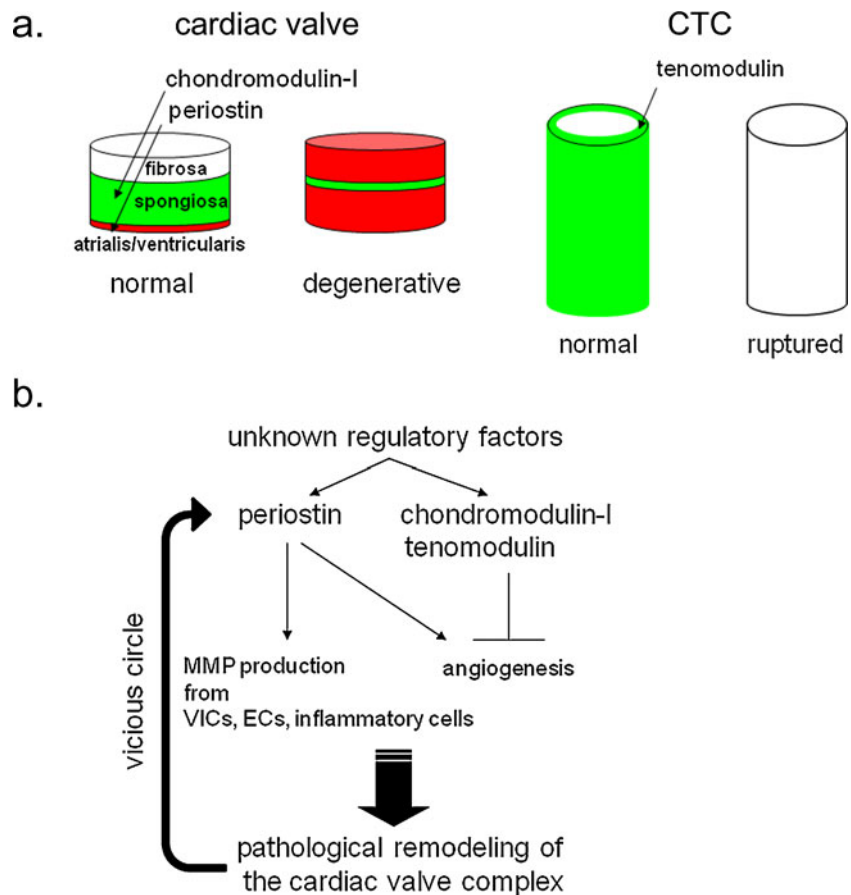 a.
cardiac valve
CTC
chondromodulin-I
periostin
tenomodulin
fibrosa
spongiosa
atrialis/ventricularis
normal
degenerative
normal
ruptured
b.
unknown regulatory factors
periostin
chondromodulin-I
tenomodulin
vicious circle
MMP production
from
VICs, ECs, inflammatory cells
angiogenesis
pathological remodeling of
the cardiac valve complex